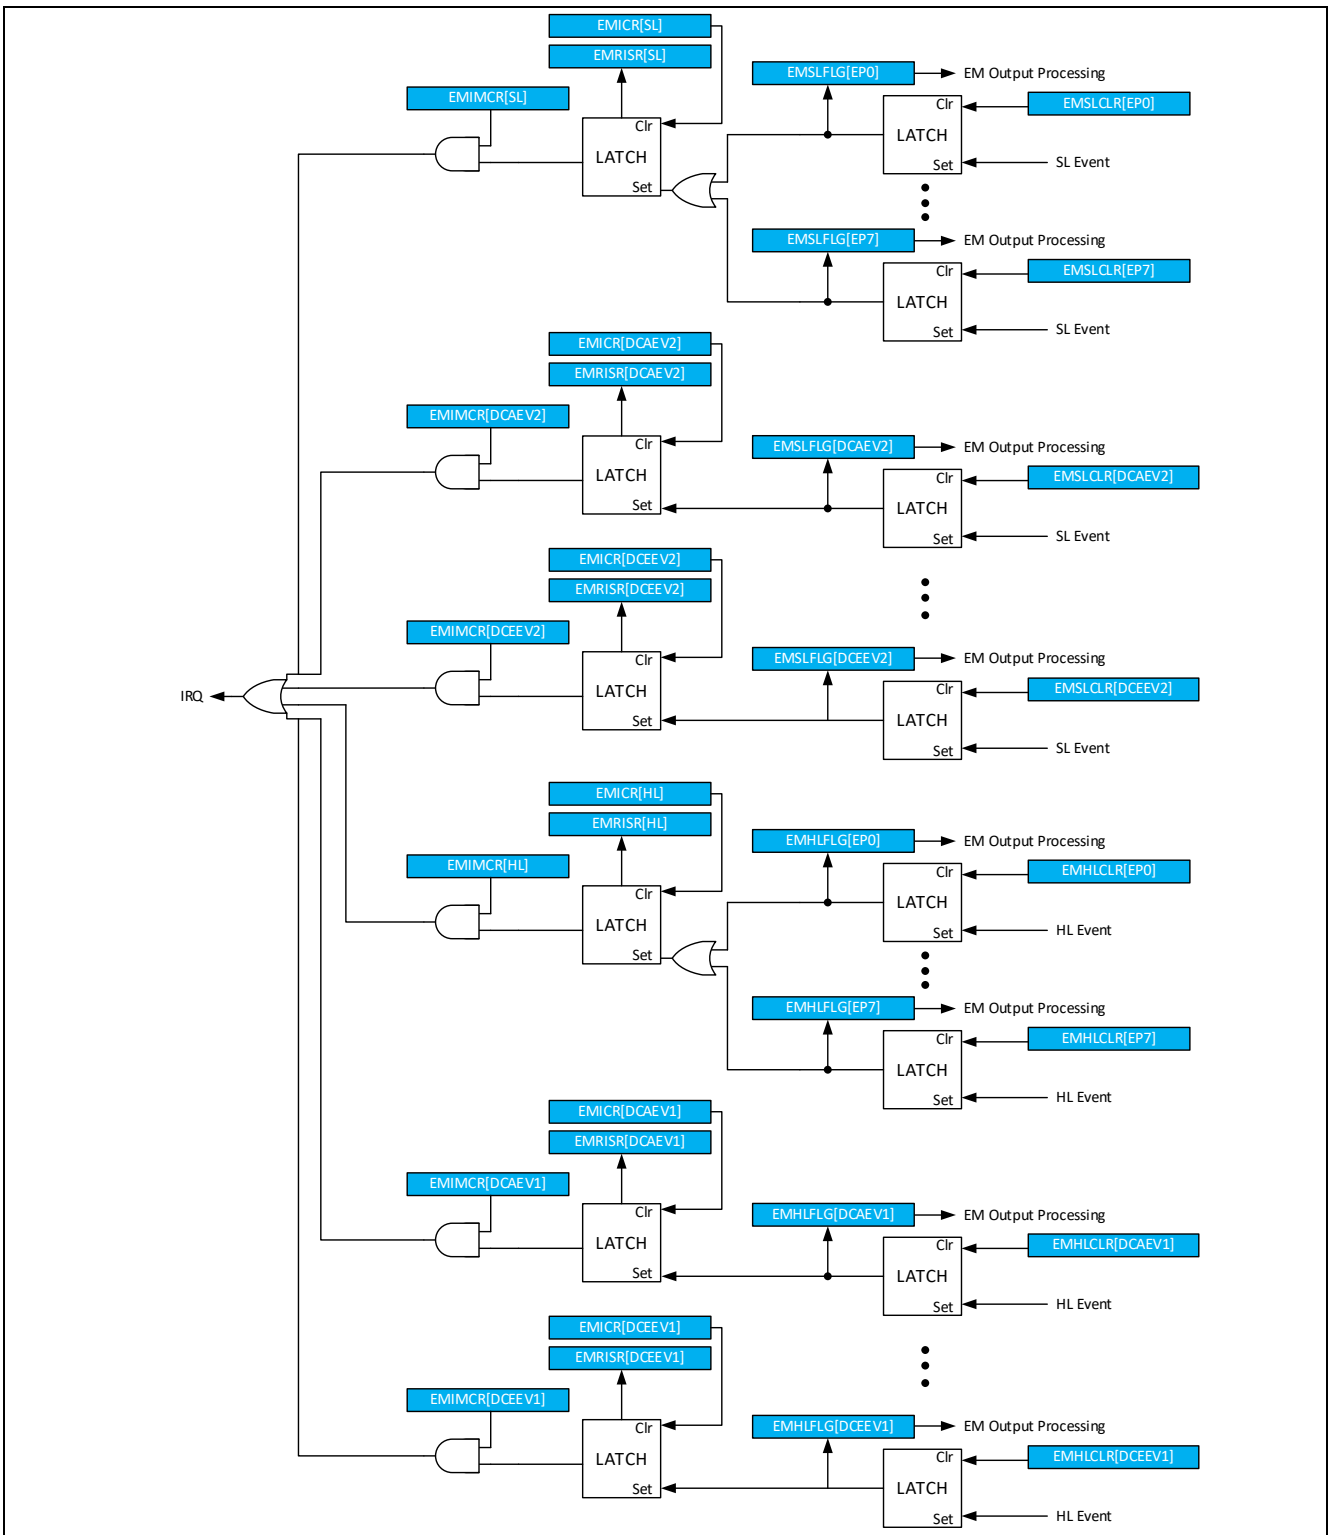 EMICR[SL]
EMRISR[SL]
EMSLFLG[EP0]
EM Output Processing
EMIMCR[SL]
Clr
EMSLCLR[EP0]
Clr
LATCH
LATCH
Set
SL Event
Set
EMSLFLG[EP7]
EM Output Processing
Clr
EMSLCLR[EP7]
LATCH
Set
SL Event
EMICR[DCAEV2]
EMRISR[DCAEV2]
EMIMCR[DCAEV2]
EMSLFLG[DCAEV2]
EM Output Processing
Clr
Clr
EMSLCLR[DCAEV2]
LATCH
LATCH
Set
Set
SL Event
EMICR[DCEEV2]
EMRISR[DCEEV2]
EMIMCR[DCEEV2]
EMSLFLG[DCEEV2]
EM Output Processing
Clr
Clr
EMSLCLR[DCEEV2]
IRQ
LATCH
LATCH
Set
Set
SL Event
EMICR[HL]
EMRISR[HL]
EMHLFLG[EP0]
EM Output Processing
EMIMCR[HL]
Clr
EMHLCLR[EP0]
Clr
LATCH
LATCH
Set
HL Event
Set
EMHLFLG[EP7]
EM Output Processing
Clr
EMHLCLR[EP7]
LATCH
Set
HL Event
EMICR[DCAEV1]
EMRISR[DCAEV1]
EMIMCR[DCAEV1]
EMHLFLG[DCAEV1]
EM Output Processing
Clr
Clr
EMHLCLR[DCAEV1]
LATCH
LATCH
Set
Set
HL Event
EMICR[DCEEV1]
EMRISR[DCEEV1]
EMIMCR[DCEEV1]
EMHLFLG[DCEEV1]
EM Output Processing
Clr
Clr
EMHLCLR[DCEEV1]
LATCH
LATCH
Set
Set
HL Event